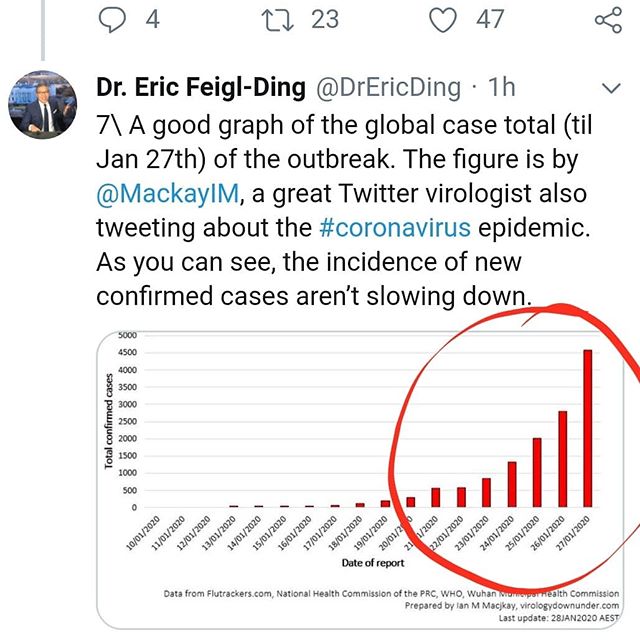 4 23 47
Dr. Eric Feigl-Ding @DrEricDing · 1h
7\ A good graph of the global case total (til
Jan 27th) of the outbreak. The figure is by
@MackayIM, a great Twitter virologist also
tweeting about the #coronavirus epidemic.
As you can see, the incidence of new
confirmed cases aren’t slowing down.
5000
4500
4000
3500
3000
2500
2000
1500
1000
500
0
Total confirmed cases
10/01/2020 11/01/2020 12/01/2020 13/01/2020 14/01/2020 15/01/2020 16/01/2020 17/01/2020 18/01/2020 19/01/2020 20/01/2020 21/01/2020 22/01/2020 23/01/2020 24/01/2020 25/01/2020 26/01/2020 27/01/2020
Date of report
Data from Flutrackers.com, National Health Commission of the PRC, WHO, Wuhan Municipal Health Commission
Prepared by Ian M Macjkay, virologydownunder.com
Last update: 28JAN2020 AEST